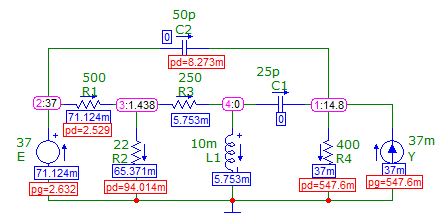 50p
C2
0
pd=8.273m
500
R1
250
R3
25p
C1
2:37
3:1.438
4:0
1:14.8
71.124m
pd=2.529
5.753m
0
37
E
22
R2
10m
L1
400
R4
37m
Y
71.124m
65.371m
5.753m
37m
37m
pg=2.632
pd=94.014m
pd=547.6m
pg=547.6m